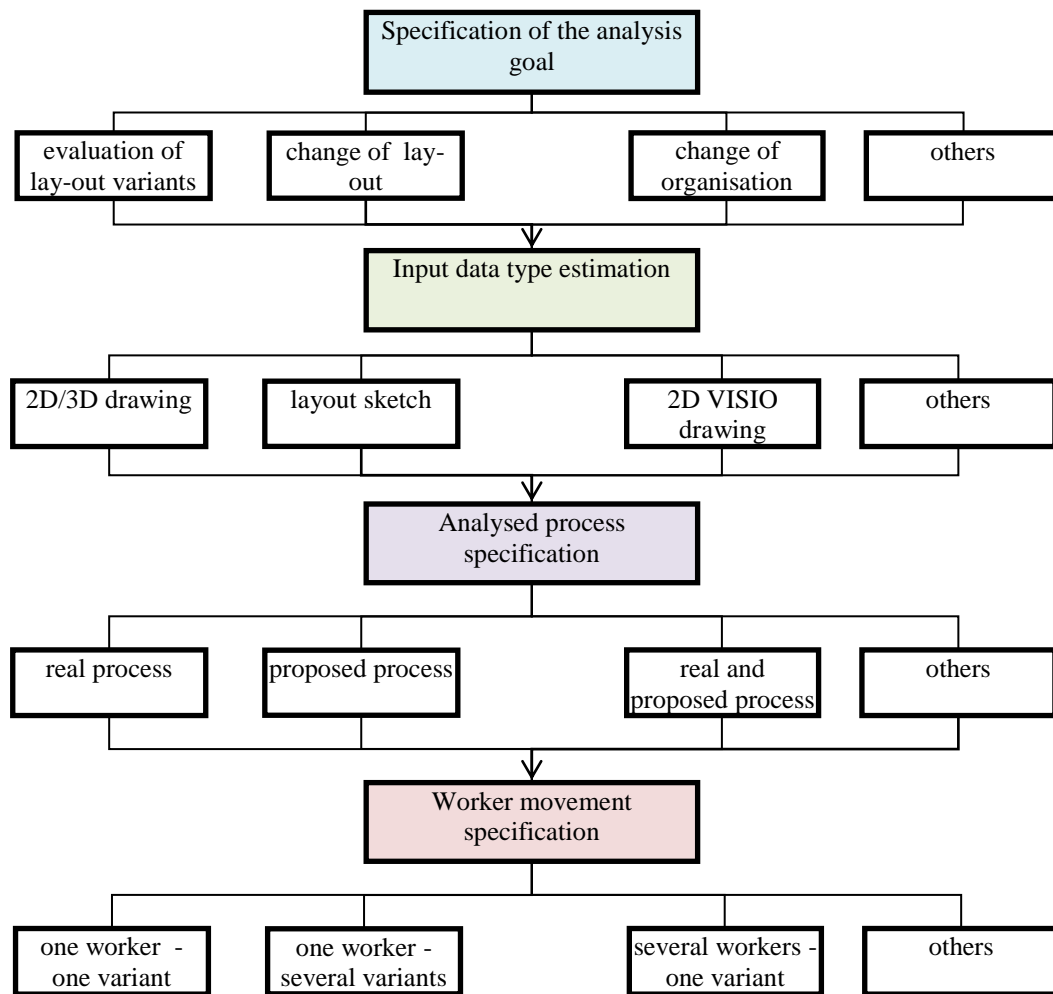 Specification of the analysis
goal
evaluation of
lay-out variants
change of lay-
out
change of
organisation
others
Input data type estimation
2D/3D drawing
layout sketch
2D VISIO
drawing
others
Analysed process
specification
real process
proposed process
real and
proposed process
others
Worker movement
specification
one worker -
one variant
one worker -
several variants
several workers -
one variant
others